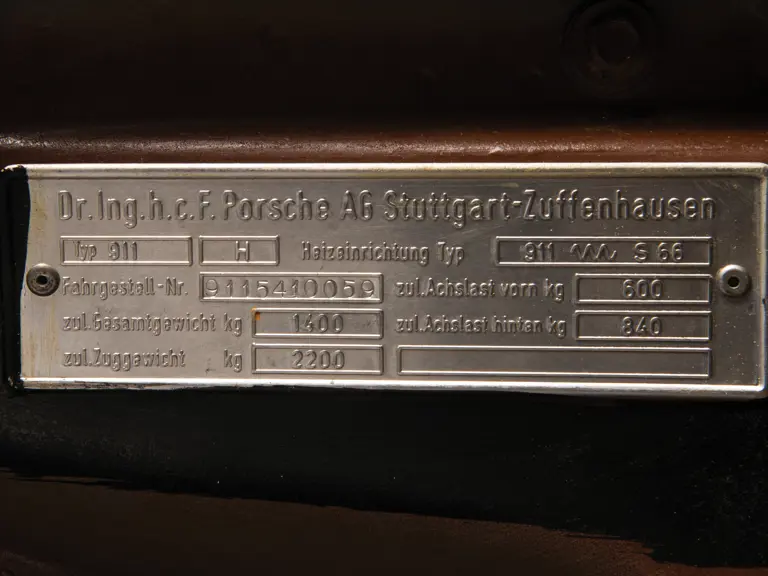 Dr. Ing. h. c. F. Porsche AG Stuttgart-Zuffenhausen
Typ 911 H Heizeinrichtung Typ 911 S 66
Fahrgestell-Nr. 9115410059 zul. Achslast vorn kg 600
zul. Gesamtgewicht kg 1400 zul. Achslast hinten kg 840
zul. Zuggewicht kg 2200